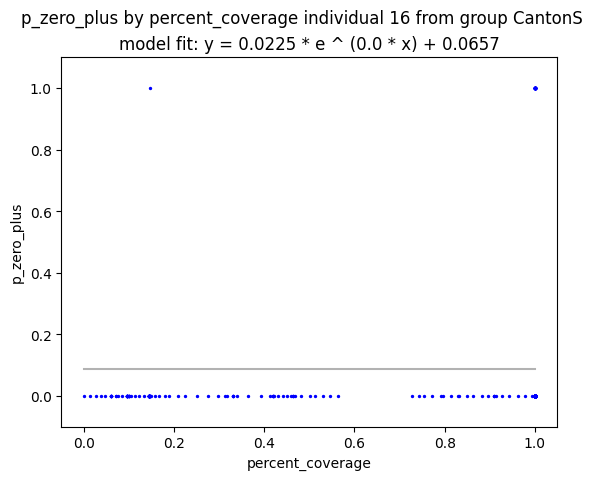 p_zero_plus by percent_coverage individual 16 from group CantonS
model fit: y = 0.0225 * e ^ (0.0 * x) + 0.0657
1.0
0.8
0.6
0.4
0.2
0.0
p_zero_plus
0.0 0.2 0.4 0.6 0.8 1.0
percent_coverage